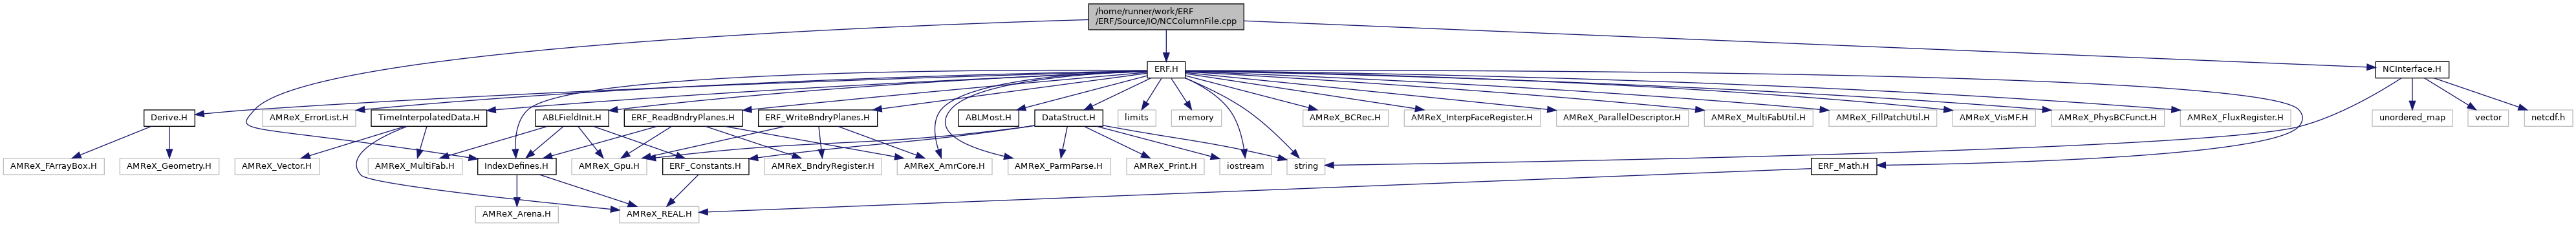 /home/runner/work/ERF
/ERF/Source/IO/NCColumnFile.cpp
ERF.H
NCInterface.H
Derive.H
AMReX_ErrorList.H
TimeInterpolatedData.H
ABLFieldInit.H
ERF_ReadBndryPlanes.H
ERF_WriteBndryPlanes.H
ABLMost.H
DataStruct.H
limits
memory
AMReX_BCRec.H
AMReX_InterpFaceRegister.H
AMReX_ParallelDescriptor.H
AMReX_MultiFabUtil.H
AMReX_FillPatchUtil.H
AMReX_VisMF.H
AMReX_PhysBCFunct.H
AMReX_FluxRegister.H
unordered_map
vector
netcdf.h
AMReX_FArrayBox.H
AMReX_Geometry.H
AMReX_Vector.H
AMReX_MultiFab.H
IndexDefines.H
AMReX_Gpu.H
ERF_Constants.H
AMReX_BndryRegister.H
AMReX_AmrCore.H
AMReX_ParmParse.H
AMReX_Print.H
iostream
string
ERF_Math.H
AMReX_Arena.H
AMReX_REAL.H